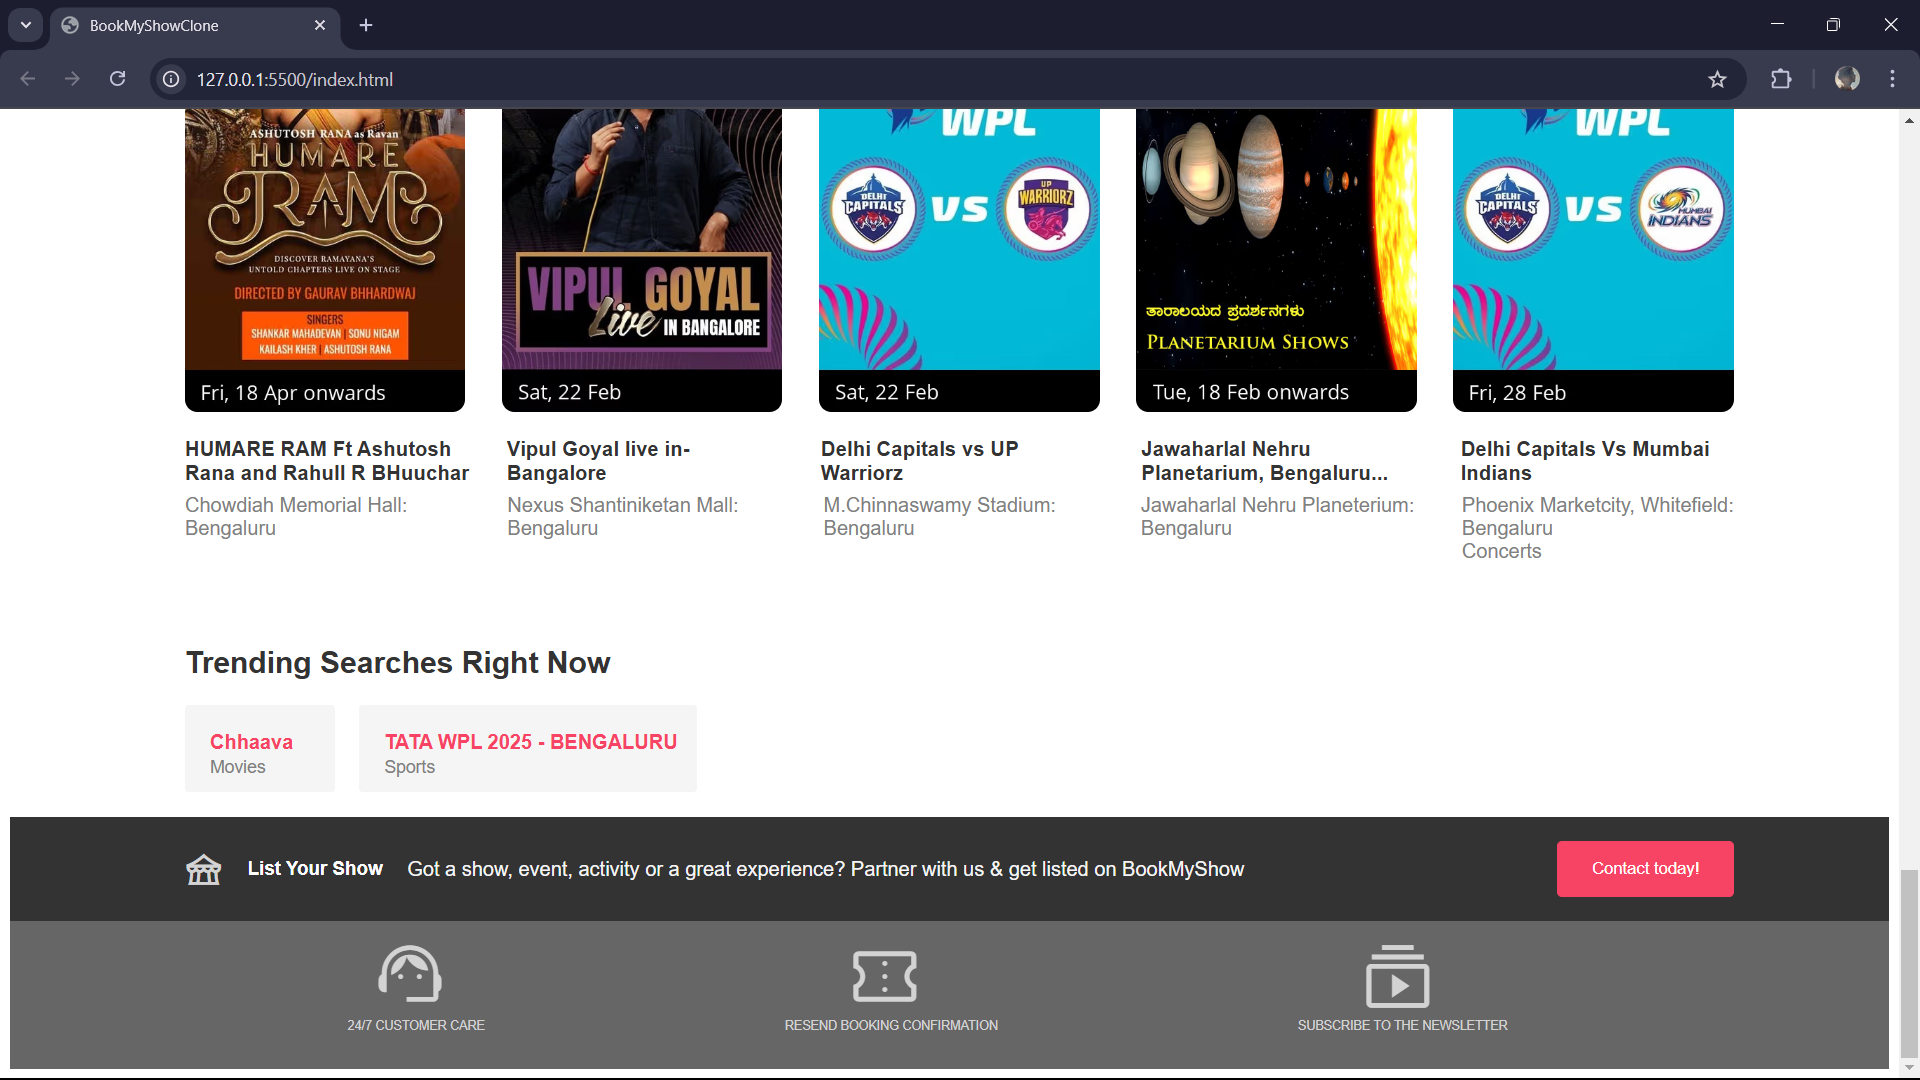 BookMyShowClone
127.0.0.1:5500/index.html
ASHUTOSH RANA as Ravan
HUMARE
RAM
DISCOVER RAMAYANA'S
UNTOLD CHAPTERS LIVE ON STAGE
DIRECTED BY GAURAV BHHARDWAJ
SINGERS
SHANKAR MAHADEVAN | SONU NIGAM
KAILASH KHER | ASHUTOSH RANA
Fri, 18 Apr onwards
VIPUL GOYAL
Live IN BANGALORE
Sat, 22 Feb
WPL
DELHI CAPITALS VS UP WARRIORZ
Sat, 22 Feb
ತಾರಾಲಯದ ಪ್ರದರ್ಶನಗಳು
PLANETARIUM SHOWS
Tue, 18 Feb onwards
WPL
DELHI CAPITALS VS MUMBAI INDIANS
Fri, 28 Feb
HUMARE RAM Ft Ashutosh
Rana and Rahull R BHuuchar
Chowdiah Memorial Hall:
Bengaluru
Vipul Goyal live in-
Bangalore
Nexus Shantiniketan Mall:
Bengaluru
Delhi Capitals vs UP
Warriorz
M.Chinnaswamy Stadium:
Bengaluru
Jawaharlal Nehru
Planetarium, Bengaluru...
Jawaharlal Nehru Planeterium:
Bengaluru
Delhi Capitals Vs Mumbai
Indians
Phoenix Marketcity, Whitefield:
Bengaluru
Concerts
Trending Searches Right Now
Chhaava
Movies
TATA WPL 2025 - BENGALURU
Sports
List Your Show
Got a show, event, activity or a great experience? Partner with us & get listed on BookMyShow
Contact today!
24/7 CUSTOMER CARE
RESEND BOOKING CONFIRMATION
SUBSCRIBE TO THE NEWSLETTER